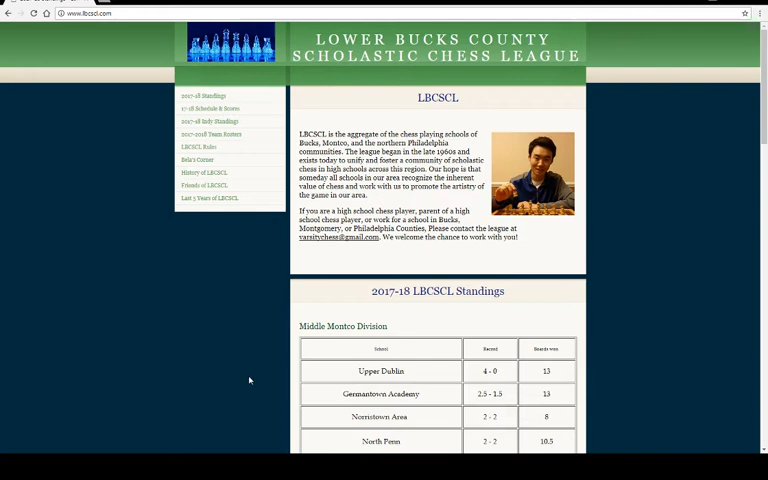 www.lbcscl.com
LOWER BUCKS COUNTY
SCHOLASTIC CHESS LEAGUE
2017-18 Standings
17-18 Schedule & Scores
2017-18 Indy Standings
2017-2018 Team Rosters
LBCSCL Rules
Bela's Corner
History of LBCSCL
Friends of LBCSCL
Last 5 Years of LBCSCL
LBCSCL
LBCSCL is the aggregate of the chess playing schools of
Bucks, Montco, and the northern Philadelphia
communities. The league began in the late 1960s and
exists today to unify and foster a community of scholastic
chess in high schools across this region. Our hope is that
someday all schools in our area recognize the inherent
value of chess and work with us to promote the artistry of
the game in our area.
If you are a high school chess player, parent of a high
school chess player, or work for a school in Bucks,
Montgomery, or Philadelphia Counties, Please contact the league at
varsitychess@gmail.com. We welcome the chance to work with you!
2017-18 LBCSCL Standings
Middle Montco Division
School Record Boards won
Upper Dublin 4 - 0 13
Germantown Academy 2.5 - 1.5 13
Norristown Area 2 - 2 8
North Penn 2 - 2 10.5